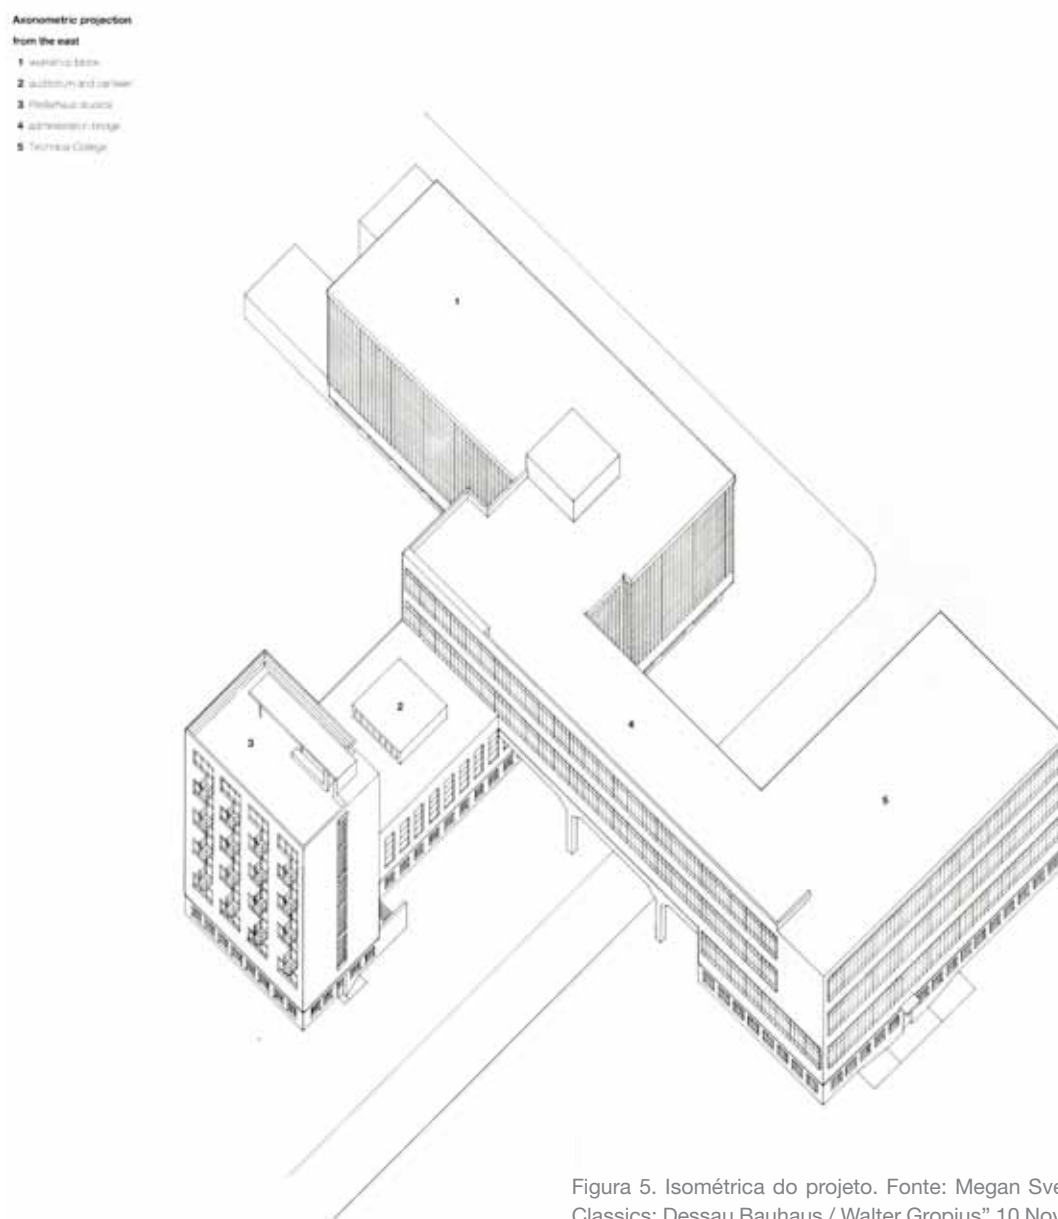 Axonometric projection
from the east
1 workshop block
2 auditorium and canteen
3 Prellerhaus studios
4 administration bridge
5 Technical College
1
2
3
4
5
Figura 5. Isométrica do projeto. Fonte: Megan Sve
Classics: Dessau Bauhaus / Walter Gropius" 10 Nov